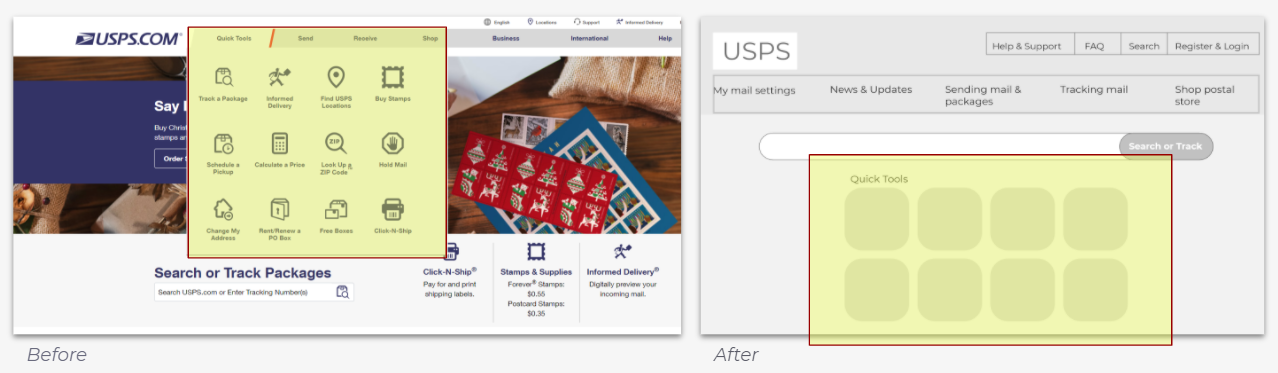 English Locations Support Informed Delivery
USPS.COM®
Quick Tools Send Receive Shop Business International Help
Track a Package
Informed
Delivery
Find USPS
Locations
Buy Stamps
Say
Buy Christ
stamps an
Order
Schedule a
Pickup
Calculate a Price
ZIP
Look Up a
ZIP Code
Hold Mail
Change My
Address
Rent/Renew a
PO Box
Free Boxes
Click-N-Ship
Search or Track Packages
Search USPS.com or Enter Tracking Number(s)
Click-N-Ship®
Pay for and print
shipping labels.
Stamps & Supplies
Forever® Stamps:
$0.55
Postcard Stamps:
$0.35
Informed Delivery®
Digitally preview your
incoming mail.
Before
USPS
Help & Support FAQ Search Register & Login
My mail settings
News & Updates
Sending mail &
packages
Tracking mail
Shop postal
store
Search or Track
Quick Tools
After